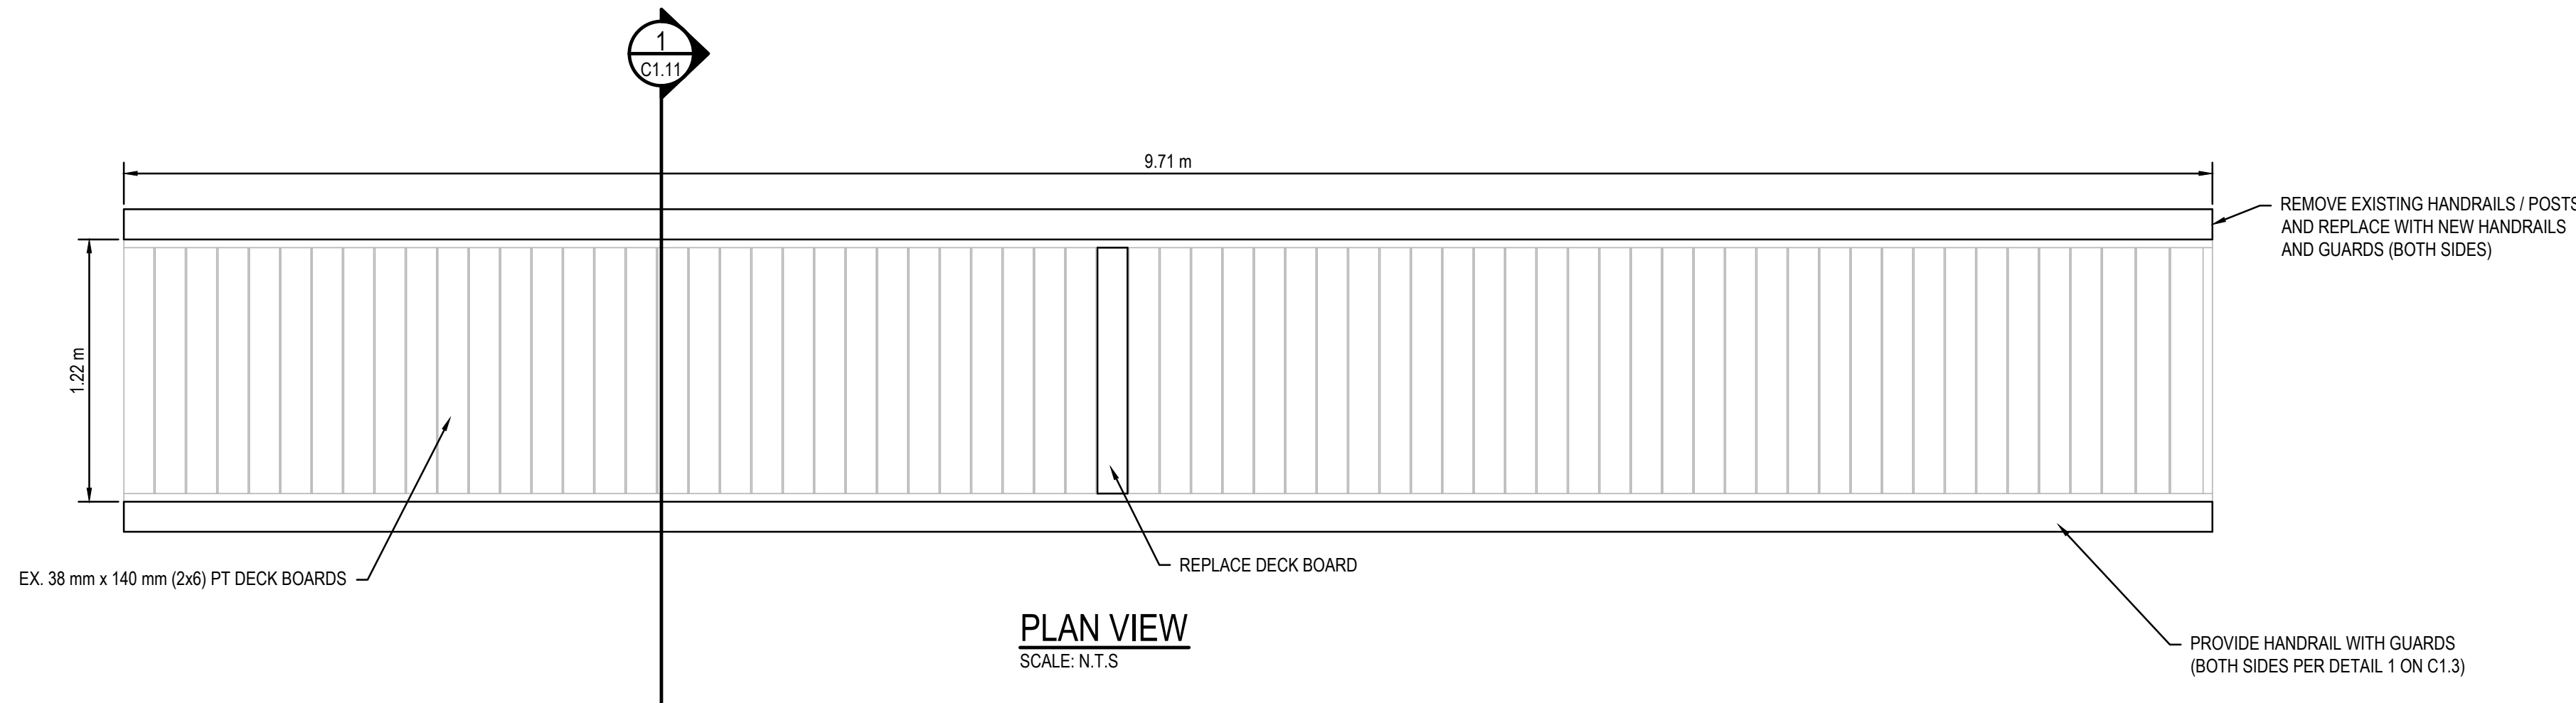 1
C1.11
9.71 m
REMOVE EXISTING HANDRAILS / POSTS
AND REPLACE WITH NEW HANDRAILS
AND GUARDS (BOTH SIDES)
1.22 m
EX. 38 mm x 140 mm (2x6) PT DECK BOARDS
REPLACE DECK BOARD
PLAN VIEW
SCALE: N.T.S
PROVIDE HANDRAIL WITH GUARDS
(BOTH SIDES PER DETAIL 1 ON C1.3)